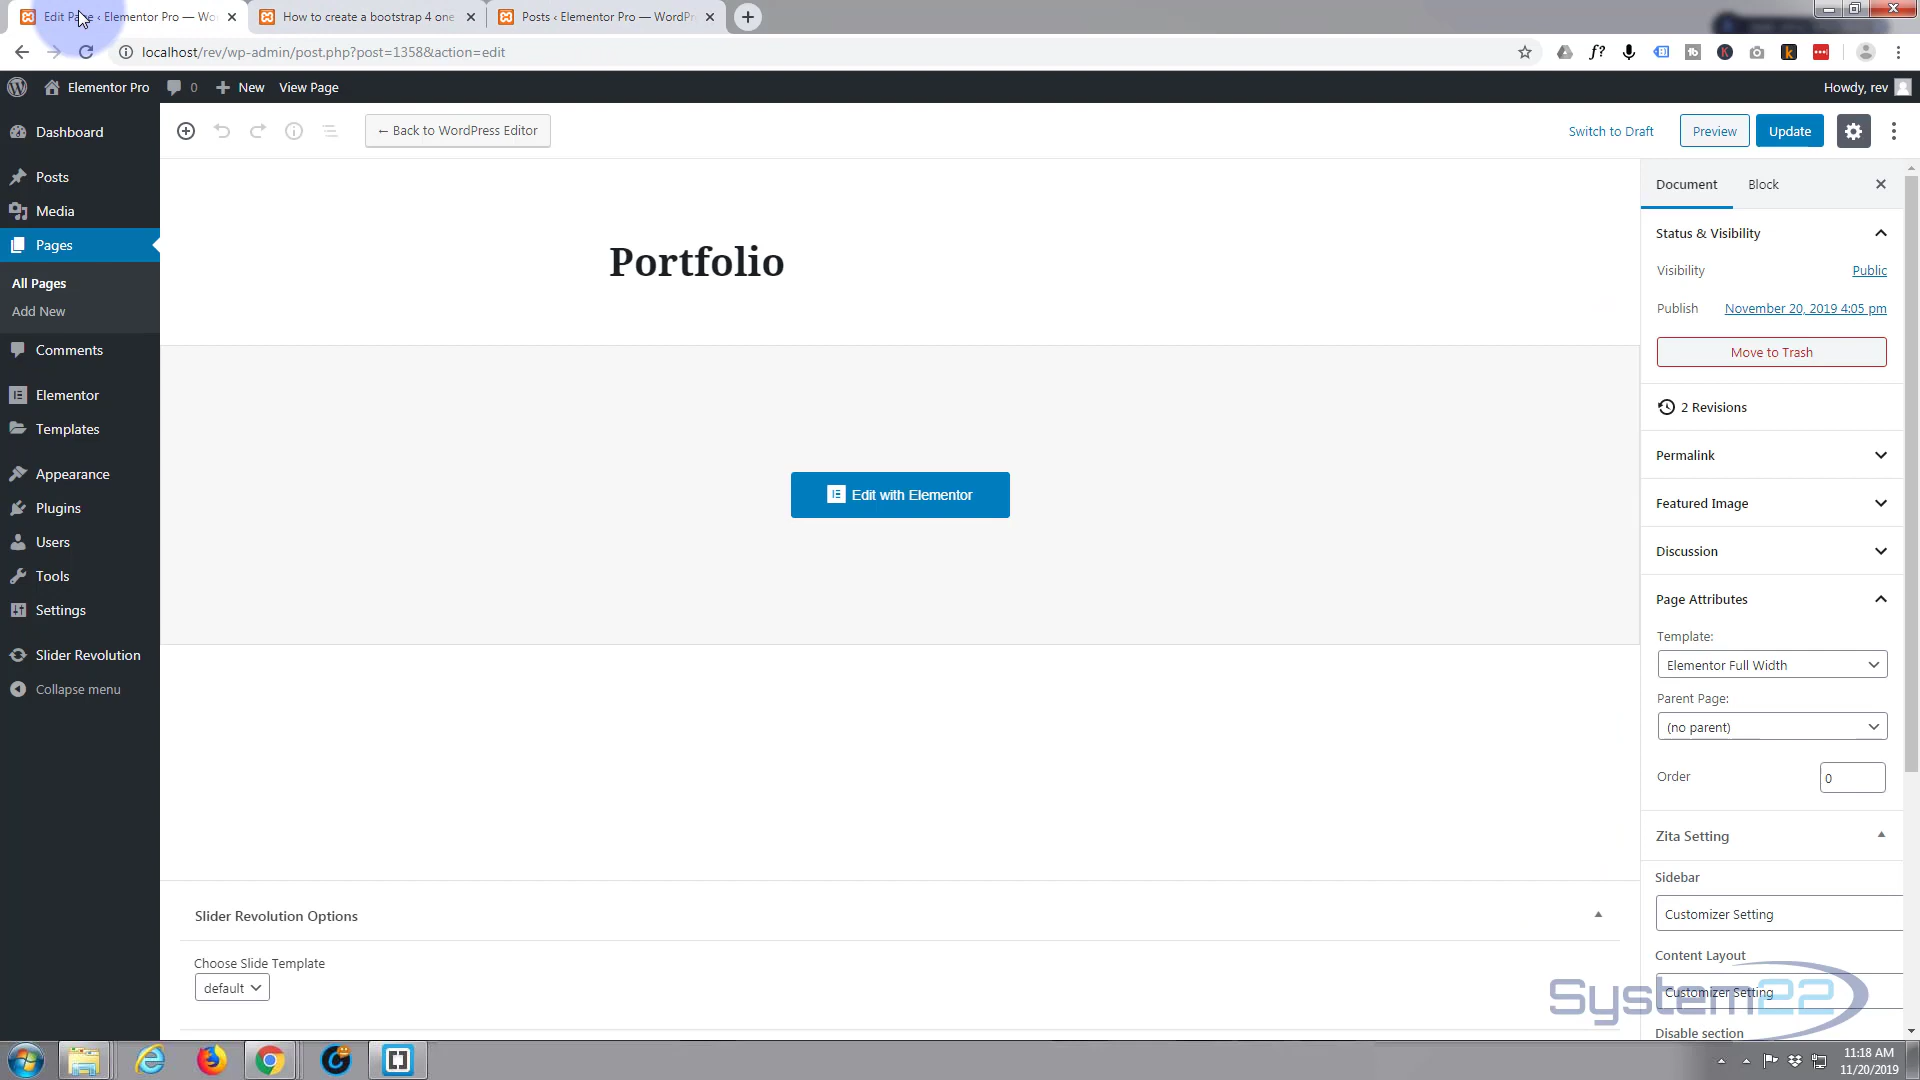 Edit Page ‹ Elementor Pro — Wo
How to create a bootstrap 4 one
Posts ‹ Elementor Pro — WordPr
localhost/rev/wp-admin/post.php?post=1358&action=edit
Elementor Pro
0
New
View Page
Howdy, rev
Dashboard
Posts
Media
Pages
All Pages
Add New
Comments
Elementor
Templates
Appearance
Plugins
Users
Tools
Settings
Slider Revolution
Collapse menu
← Back to WordPress Editor
Switch to Draft
Preview
Update
Portfolio
Edit with Elementor
Slider Revolution Options
Choose Slide Template
default
Document
Block
Status & Visibility
Visibility
Public
Publish
November 20, 2019 4:05 pm
Move to Trash
2 Revisions
Permalink
Featured Image
Discussion
Page Attributes
Template:
Elementor Full Width
Parent Page:
(no parent)
Order
0
Zita Setting
Sidebar
Customizer Setting
Content Layout
Customizer Setting
Disable section
System22
11:18 AM
11/20/2019